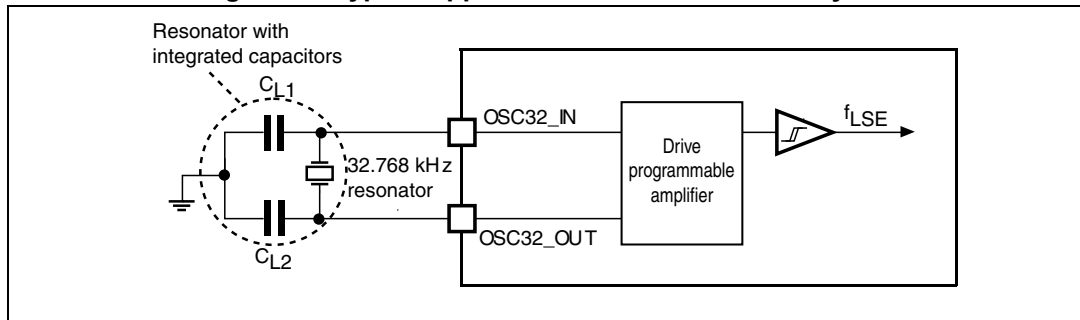 Resonator with
integrated capacitors
CL1
OSC32_IN
fLSE
Drive
programmable
amplifier
32.768 kHz
resonator
OSC32_OUT
CL2